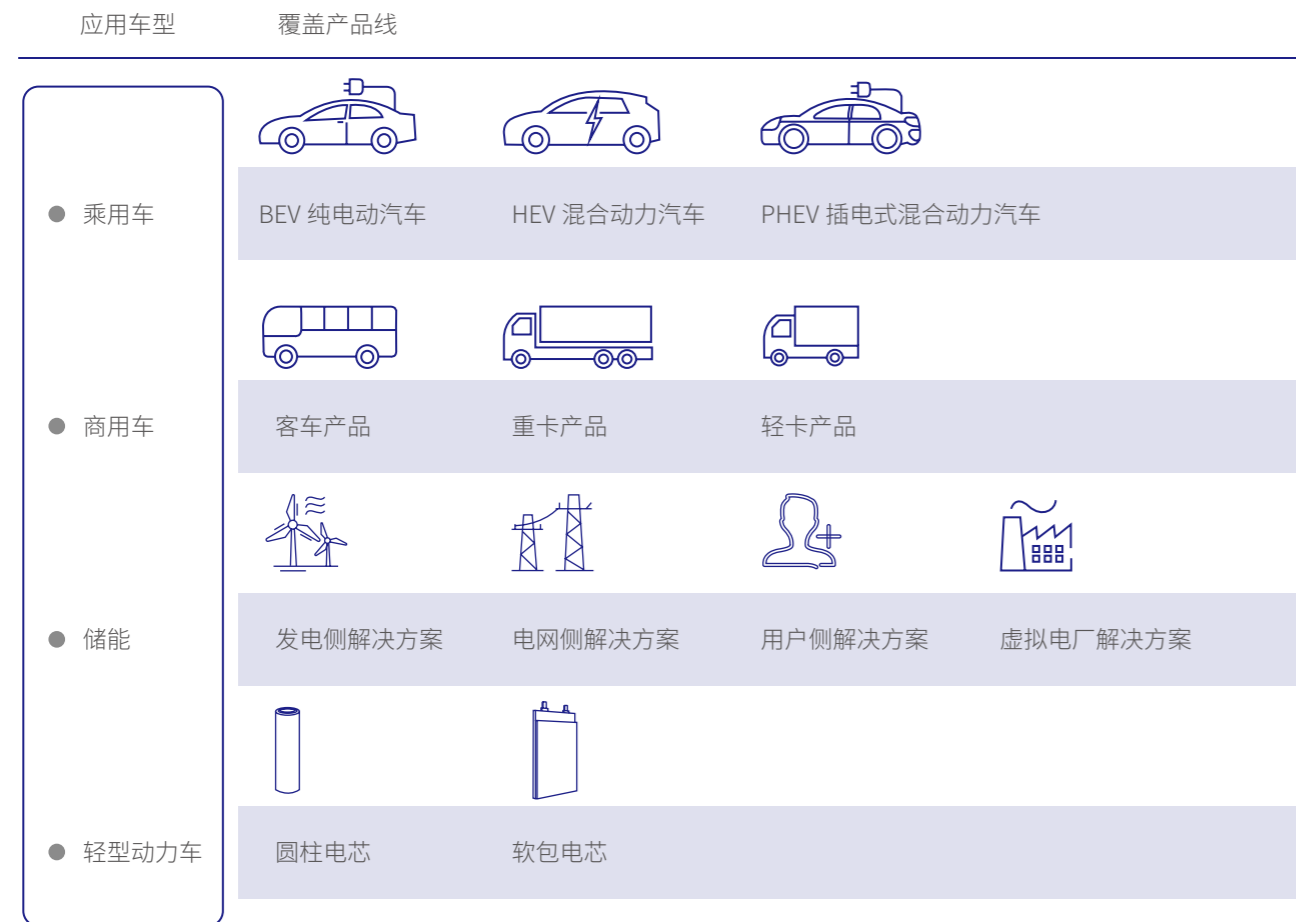 应用车型 覆盖产品线
乘用车 BEV 纯电动汽车 HEV 混合动力汽车 PHEV 插电式混合动力汽车
商用车 客车产品 重卡产品 轻卡产品
储能 发电侧解决方案 电网侧解决方案 用户侧解决方案 虚拟电厂解决方案
轻型动力车 圆柱电芯 软包电芯